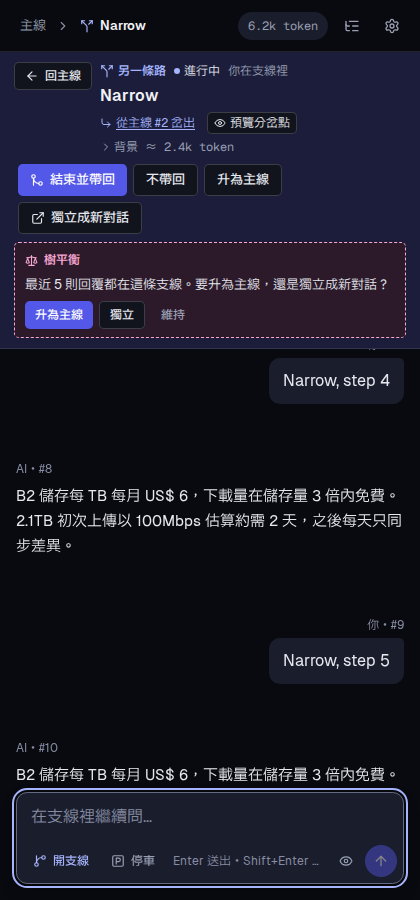 主線 > Narrow 6.2k token
← 回主線 另一條路 • 進行中 你在支線裡
Narrow
從主線 #2 岔出 預覽分岔點
> 背景 ≈ 2.4k token
結束並帶回 不帶回 升為主線
獨立成新對話
樹平衡
最近 5 則回覆都在這條支線。要升為主線，還是獨立成新對話？
升為主線 獨立 維持
Narrow, step 4
AI • #8
B2 儲存每 TB 每月 US$ 6，下載量在儲存量 3 倍內免費。
2.1TB 初次上傳以 100Mbps 估算約需 2 天，之後每天只同
步差異。
你 • #9
Narrow, step 5
AI • #10
B2 儲存每 TB 每月 US$ 6，下載量在儲存量 3 倍內免費。
在支線裡繼續問…
開支線 停車 Enter 送出 • Shift+Enter …